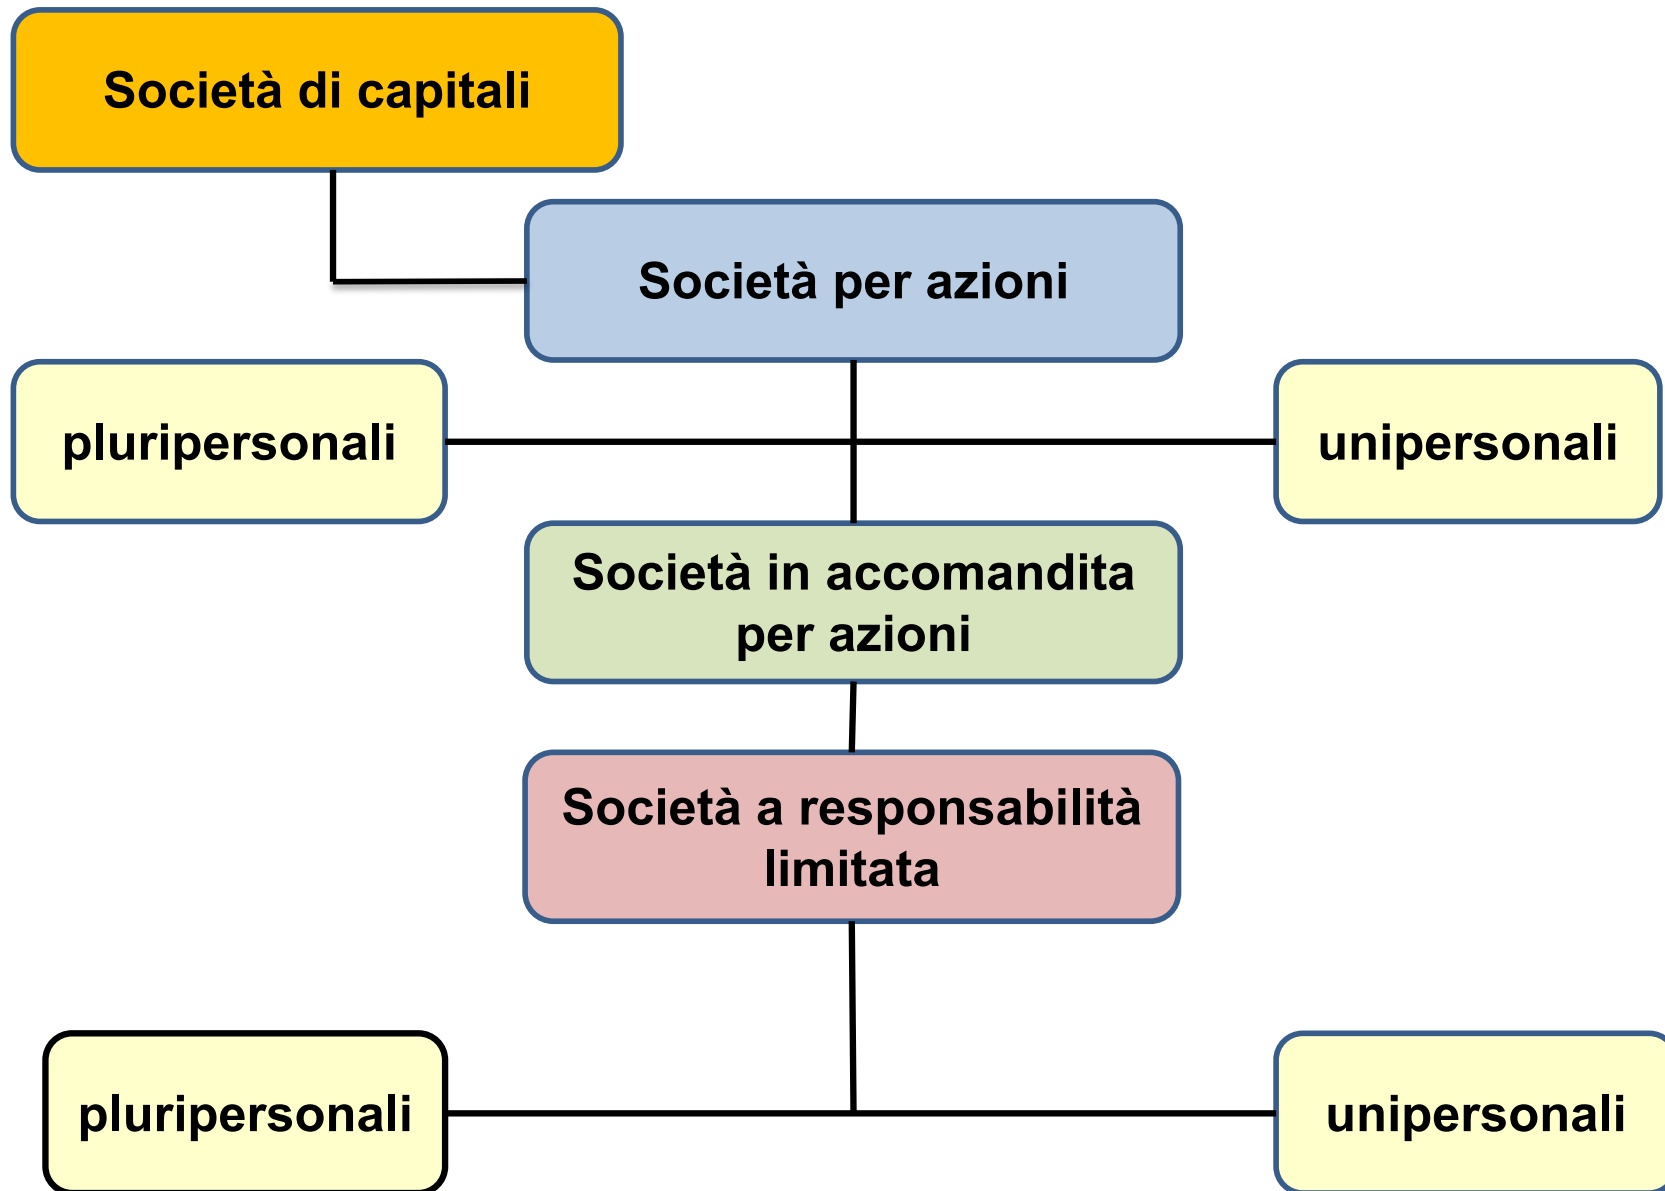 Società di capitali
Società per azioni
pluripersonali
unipersonali
Società in accomandita
per azioni
Società a responsabilità
limitata
pluripersonali
unipersonali